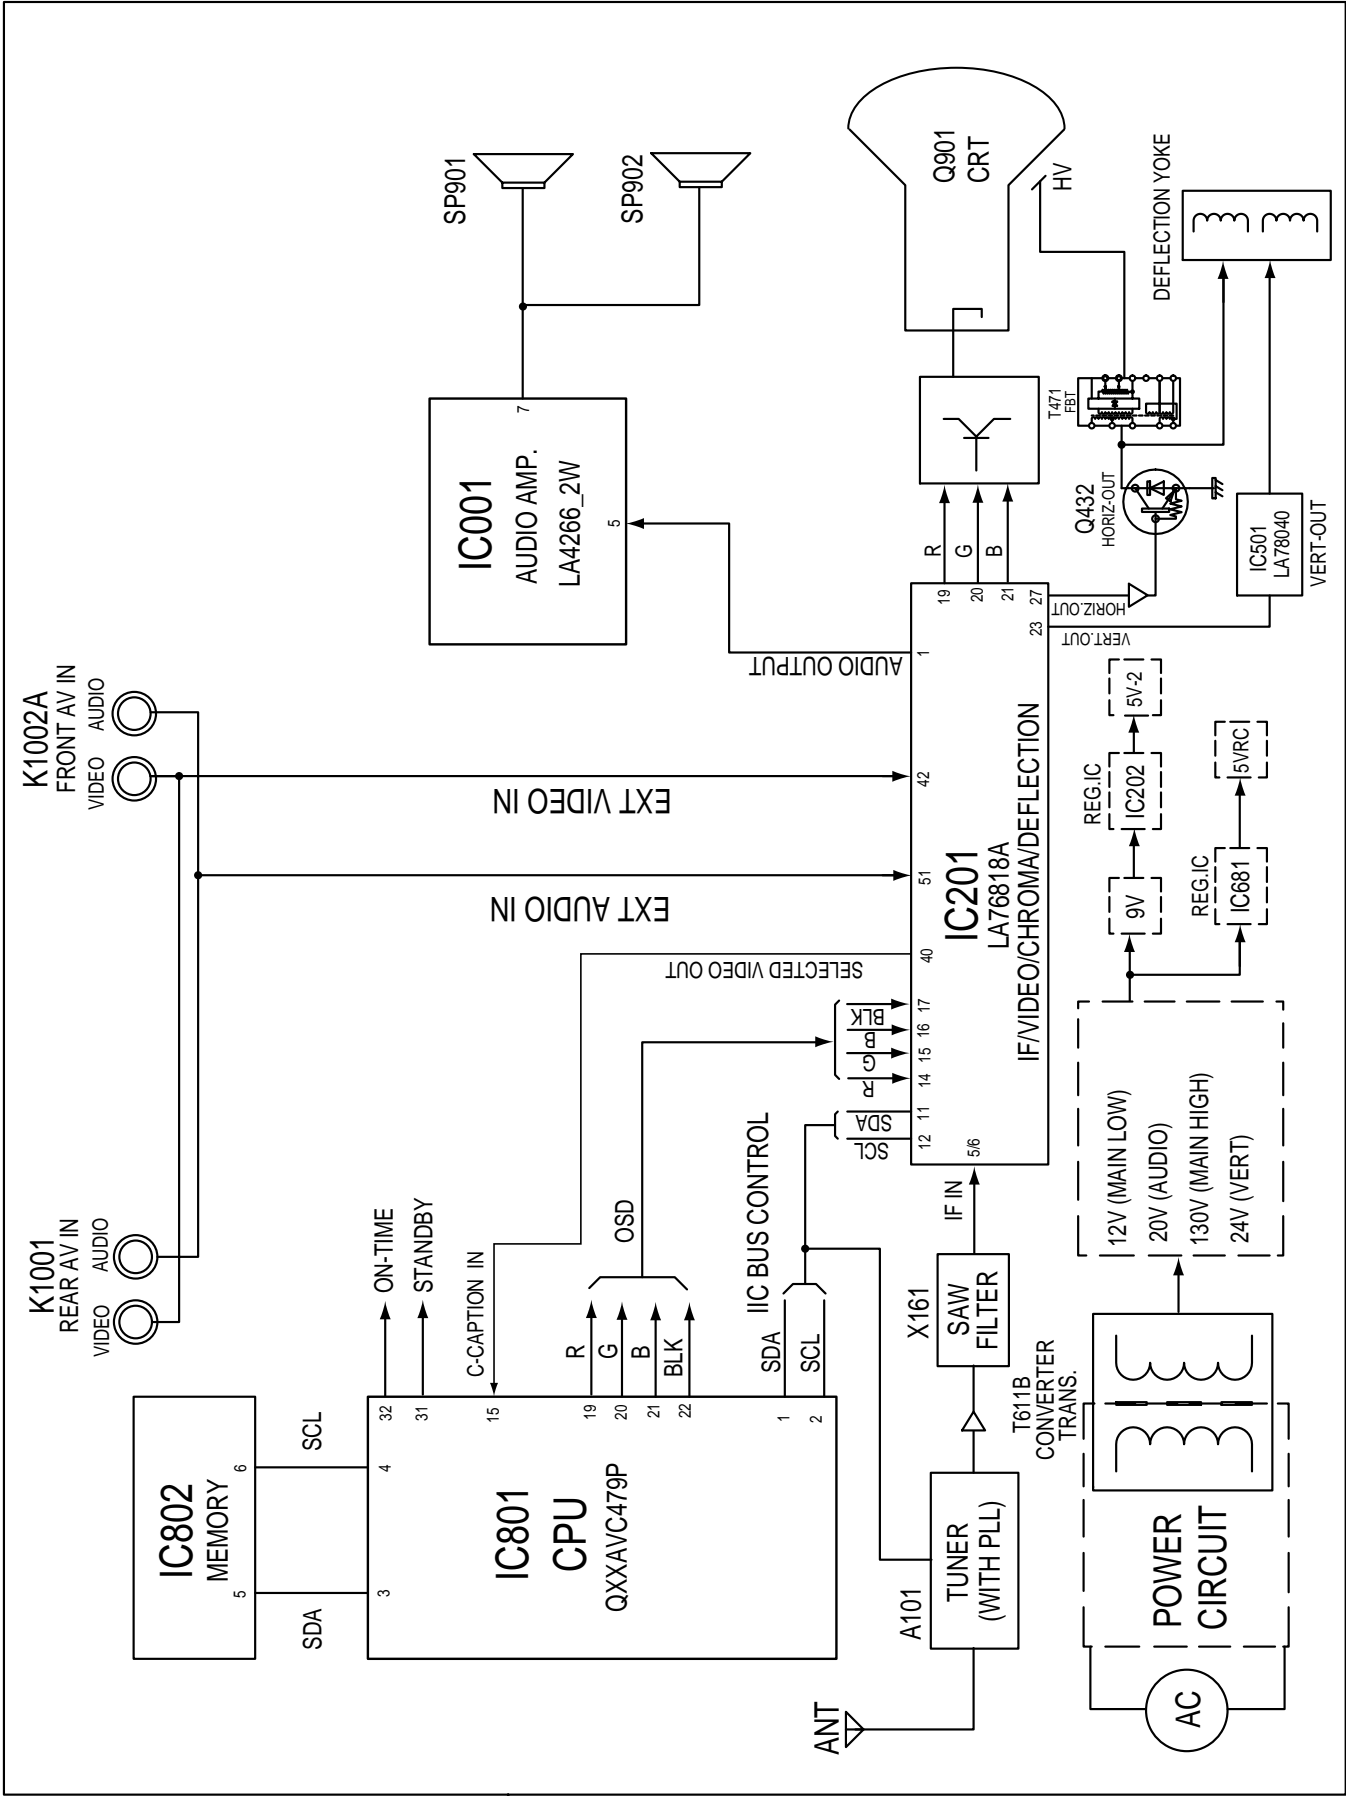 IC802
MEMORY
5
6
SDA
SCL
3
4
IC801
CPU
QXXAVC479P
32
31
15
19
20
21
22
1
2
ON-TIME
STANDBY
C-CAPTION IN
R
G
B
BLK
OSD
SDA
SCL
IIC BUS CONTROL
K1001
REAR AV IN
VIDEO
AUDIO
K1002A
FRONT AV IN
VIDEO
AUDIO
EXT VIDEO IN
EXT AUDIO IN
SELECTED VIDEO OUT
AUDIO OUTPUT
IC001
AUDIO AMP.
LA4266_2W
5
7
SP901
SP902
ANT
A101
TUNER
(WITH PLL)
X161
SAW
FILTER
IF IN
SCL
SDA
R
G
B
BLK
12
11
14
15
16
17
40
51
42
1
5/6
IC201
LA76818A
IF/VIDEO/CHROMA/DEFLECTION
19
20
21
27
23
R
G
B
HORIZ.OUT
VERT.OUT
Q901
CRT
HV
T471
FBT
Q432
HORIZ-OUT
IC501
LA78040
VERT-OUT
DEFLECTION YOKE
AC
POWER
CIRCUIT
T611B
CONVERTER
TRANS.
12V (MAIN LOW)
20V (AUDIO)
130V (MAIN HIGH)
24V (VERT)
9V
REG.IC
IC202
5V-2
REG.IC
IC681
5VRC